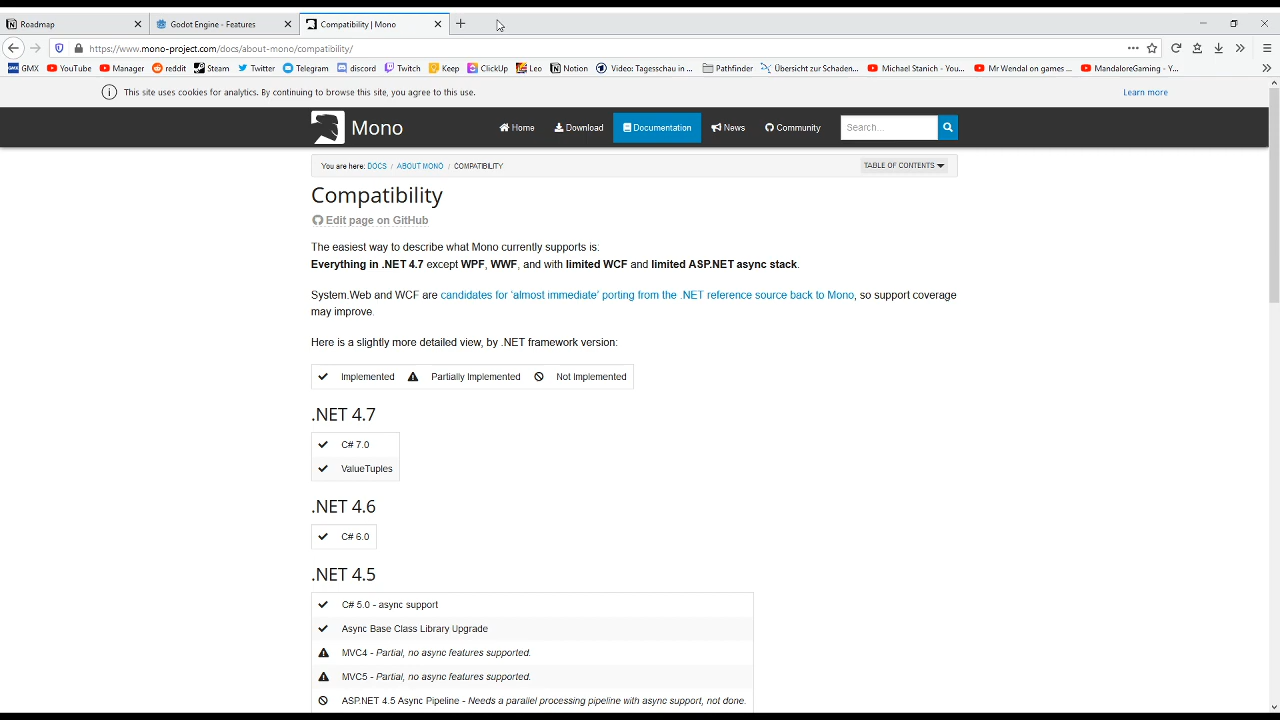 Roadmap
Godot Engine - Features
Compatibility | Mono
https://www.mono-project.com/docs/about-mono/compatibility/
GMX YouTube Manager reddit Steam Twitter Telegram discord Twitch Keep ClickUp E Notion Video: Tagesschau in ... Pathfinder Übersicht zur Schaden... Michael Stanich - You... Mr Wendal on games ... MandaloreGaming - Y...
This site uses cookies for analytics. By continuing to browse this site, you agree to this use.
Learn more
Mono
Home Download Documentation News Community Search...
You are here: DOCS / ABOUT MONO / COMPATIBILITY
TABLE OF CONTENTS
Compatibility
Edit page on GitHub
The easiest way to describe what Mono currently supports is:
Everything in .NET 4.7 except WPF, WWF, and with limited WCF and limited ASP.NET async stack.
System.Web and WCF are candidates for 'almost immediate' porting from the .NET reference source back to Mono, so support coverage
may improve.
Here is a slightly more detailed view, by .NET framework version:
Implemented Partially Implemented Not Implemented
.NET 4.7
C# 7.0
ValueTuples
.NET 4.6
C# 6.0
.NET 4.5
C# 5.0 - async support
Async Base Class Library Upgrade
MVC4 - Partial, no async features supported.
MVC5 - Partial, no async features supported.
ASP.NET 4.5 Async Pipeline - Needs a parallel processing pipeline with async support, not done.